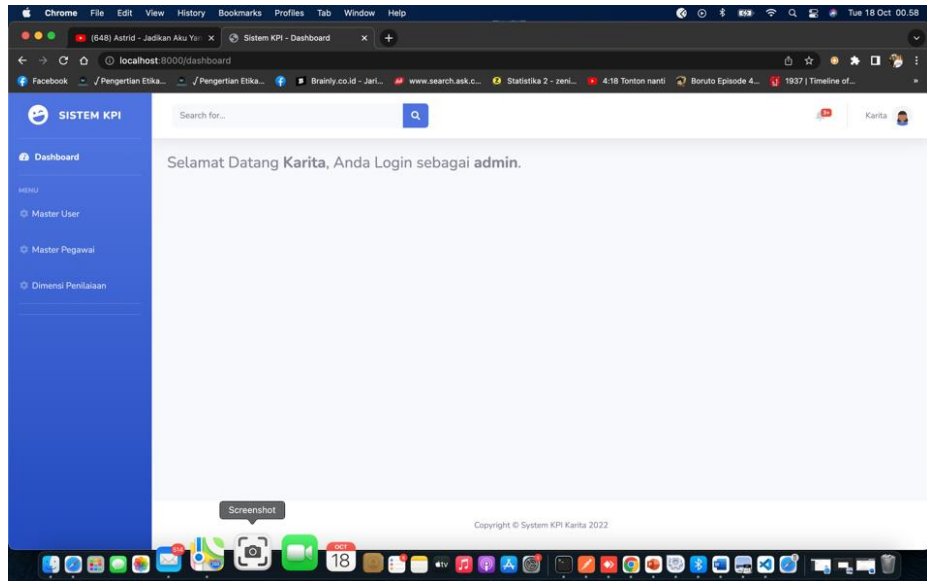 Chrome File Edit View History Bookmarks Profiles Tab Window Help
Tue 18 Oct 00.58
(648) Astrid - Jadikan Aku Yan
Sistem KPI - Dashboard
localhost:8000/dashboard
Facebook
√Pengertian Etika...
√Pengertian Etika...
Brainly.co.id - Jari...
www.search.ask.c...
Statistika 2 - zeni...
4:18 Tonton nanti
Boruto Episode 4...
1937 | Timeline of...
»
SISTEM KPI
Search for...
3+
Karita
Dashboard
Selamat Datang Karita, Anda Login sebagai admin.
MENU
Master User
Master Pegawai
Dimensi Penilaiaan
Screenshot
Copyright © System KPI Karita 2022
514
OCT
18
tv